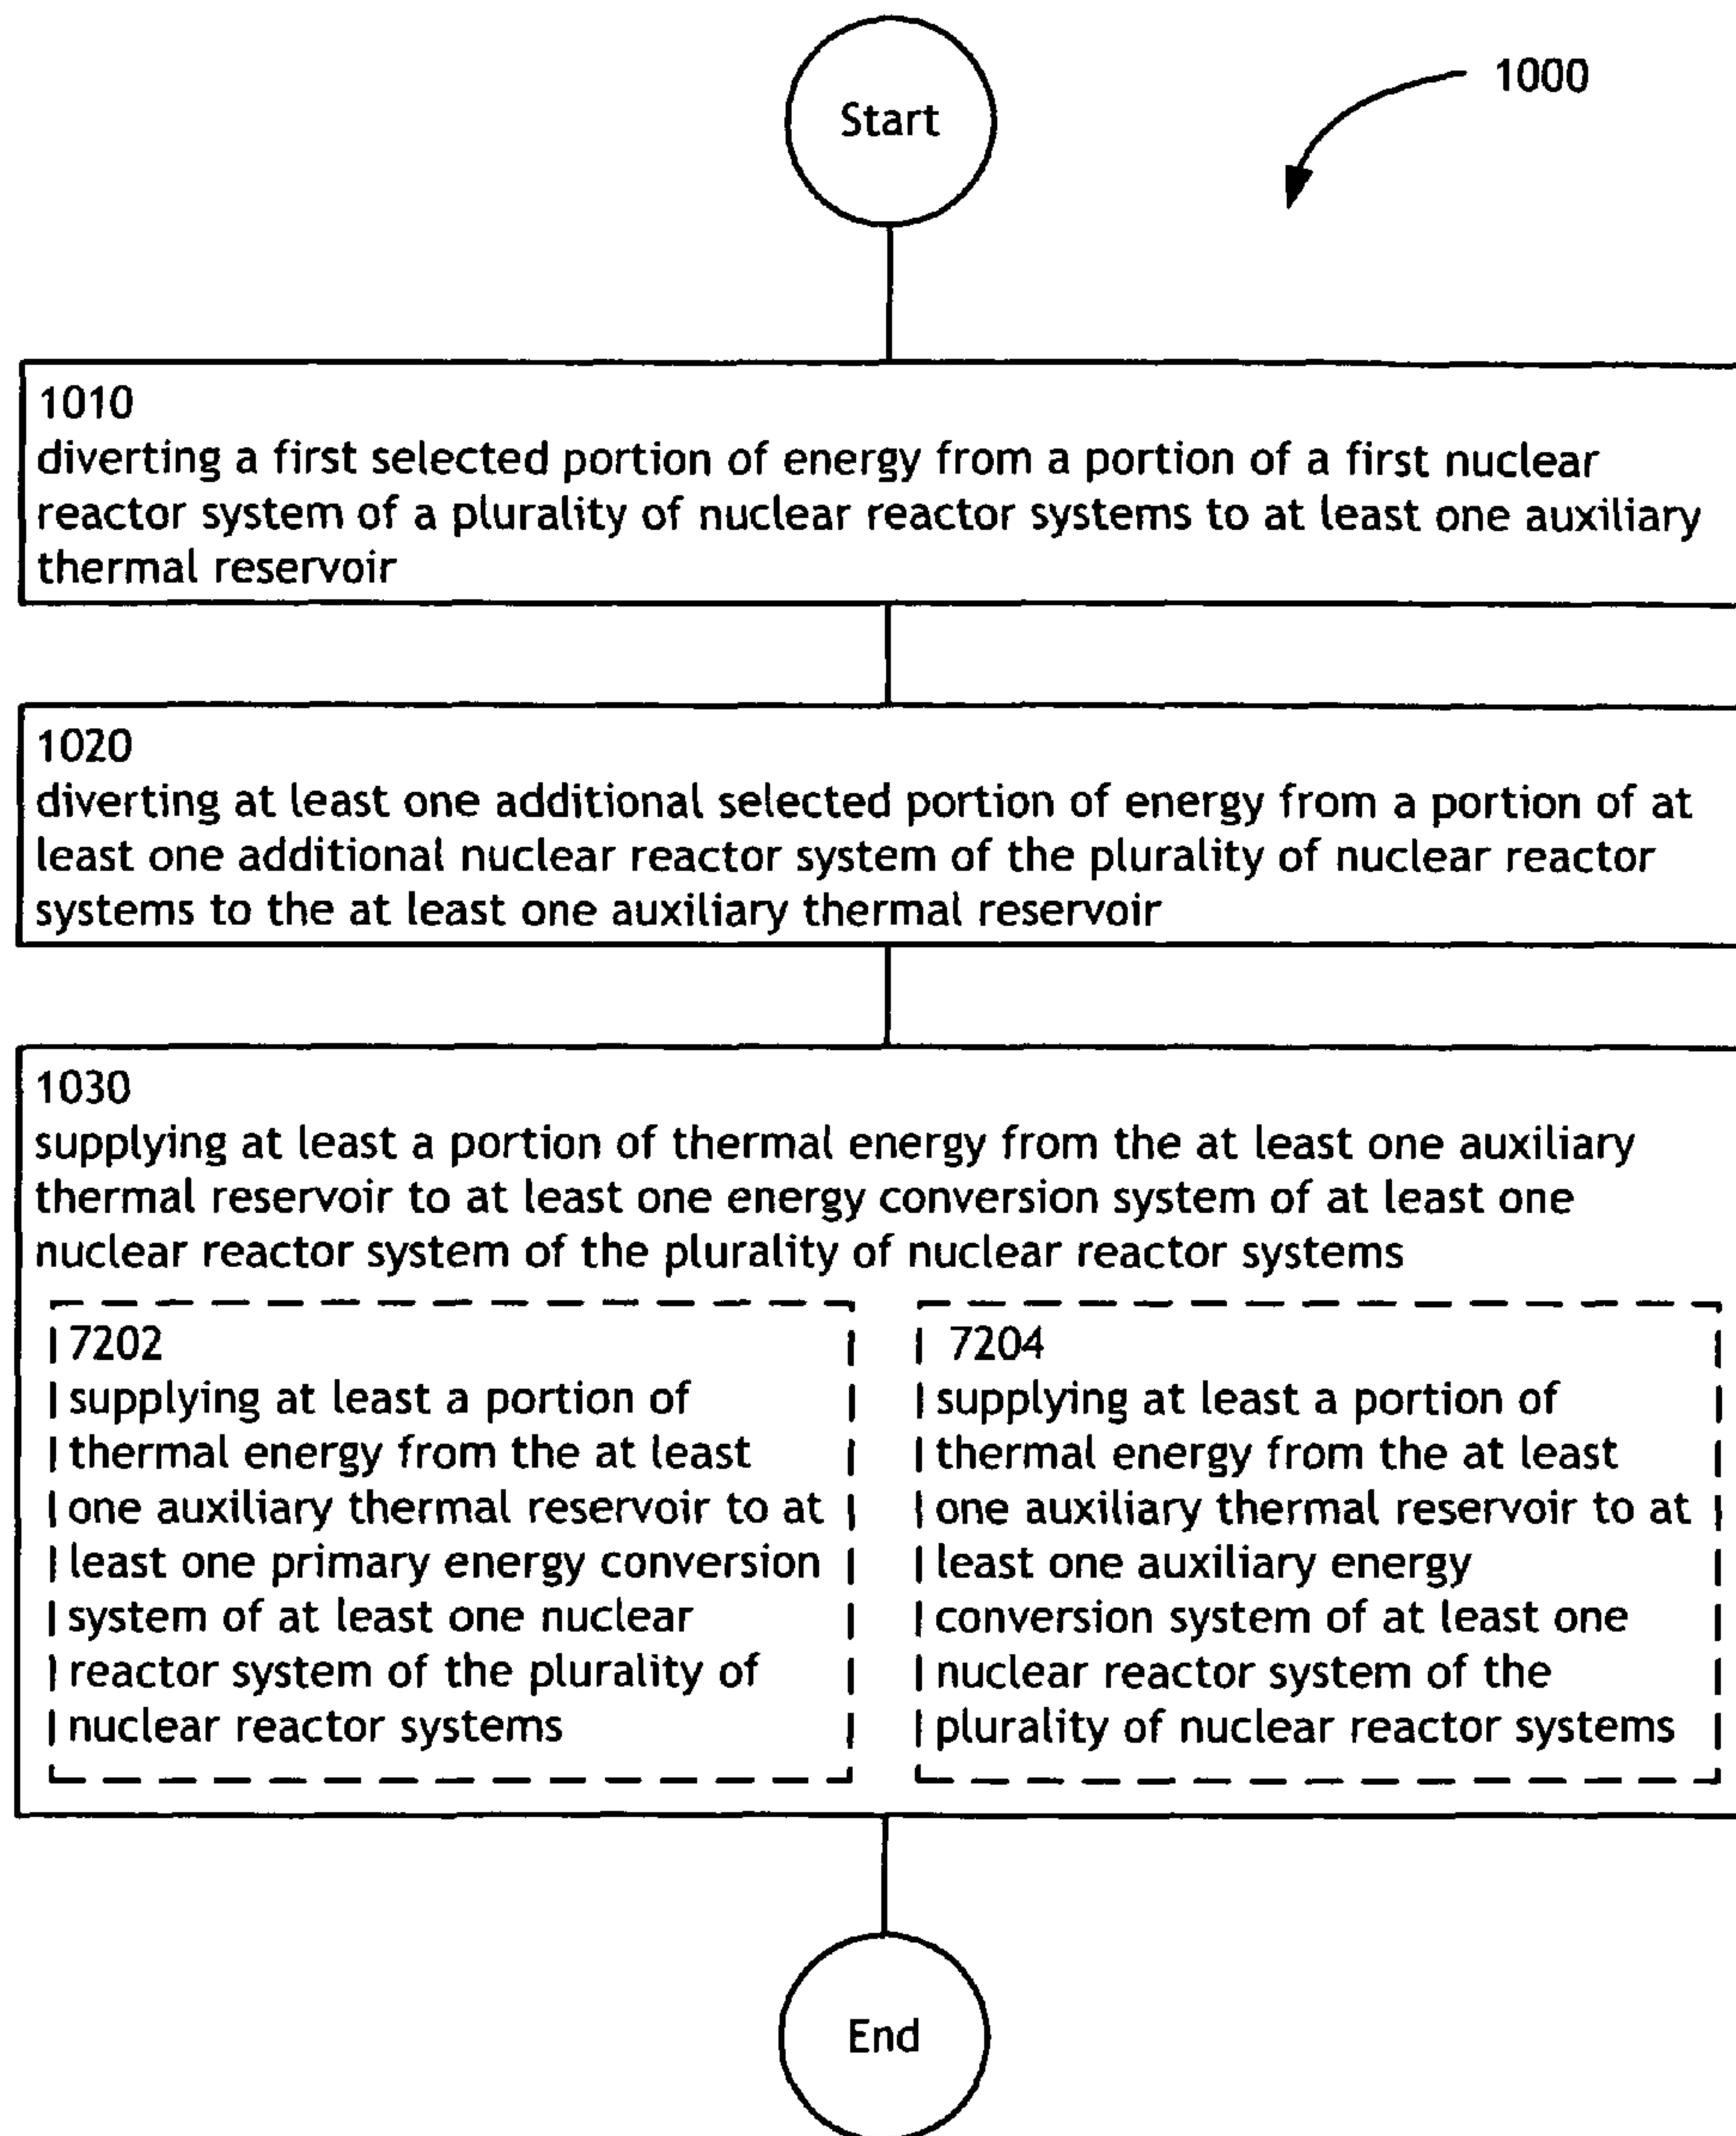 Start
1000
1010
diverting a first selected portion of energy from a portion of a first nuclear
reactor system of a plurality of nuclear reactor systems to at least one auxiliary
thermal reservoir
1020
diverting at least one additional selected portion of energy from a portion of at
least one additional nuclear reactor system of the plurality of nuclear reactor
systems to the at least one auxiliary thermal reservoir
1030
supplying at least a portion of thermal energy from the at least one auxiliary
thermal reservoir to at least one energy conversion system of at least one
nuclear reactor system of the plurality of nuclear reactor systems
7202
supplying at least a portion of
thermal energy from the at least
one auxiliary thermal reservoir to at
least one primary energy conversion
system of at least one nuclear
reactor system of the plurality of
nuclear reactor systems
7204
supplying at least a portion of
thermal energy from the at least
one auxiliary thermal reservoir to at
least one auxiliary energy
conversion system of at least one
nuclear reactor system of the
plurality of nuclear reactor systems
End